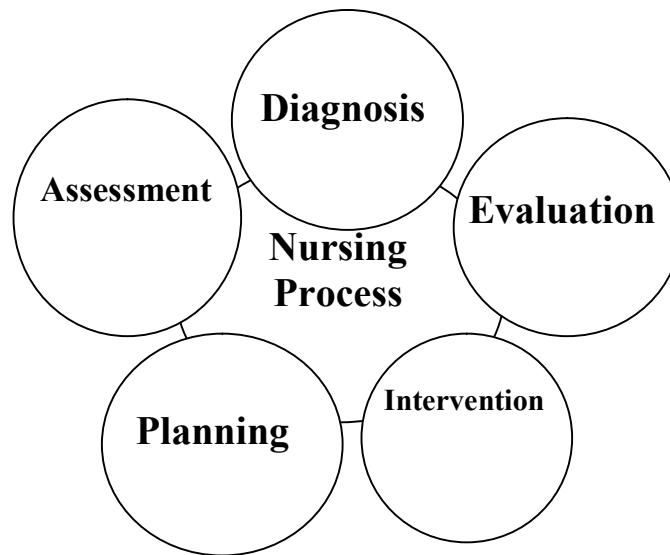 Diagnosis
Assessment
Evaluation
Nursing
Process
Planning
Intervention